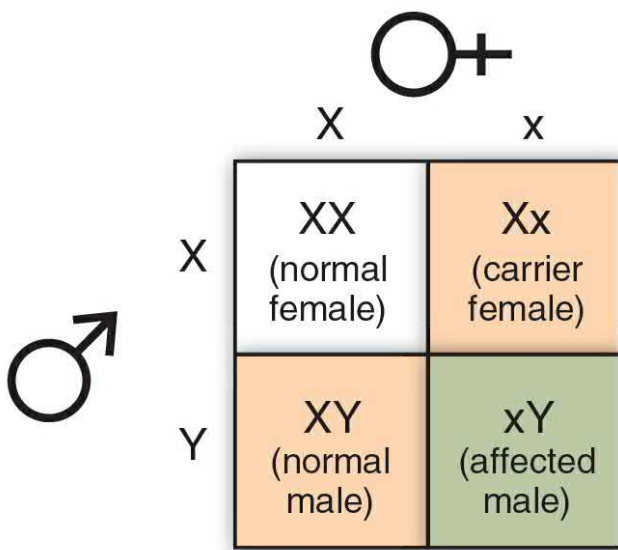 X x
X
XX
(normal
female)
Xx
(carrier
female)
Y
XY
(normal
male)
xY
(affected
male)